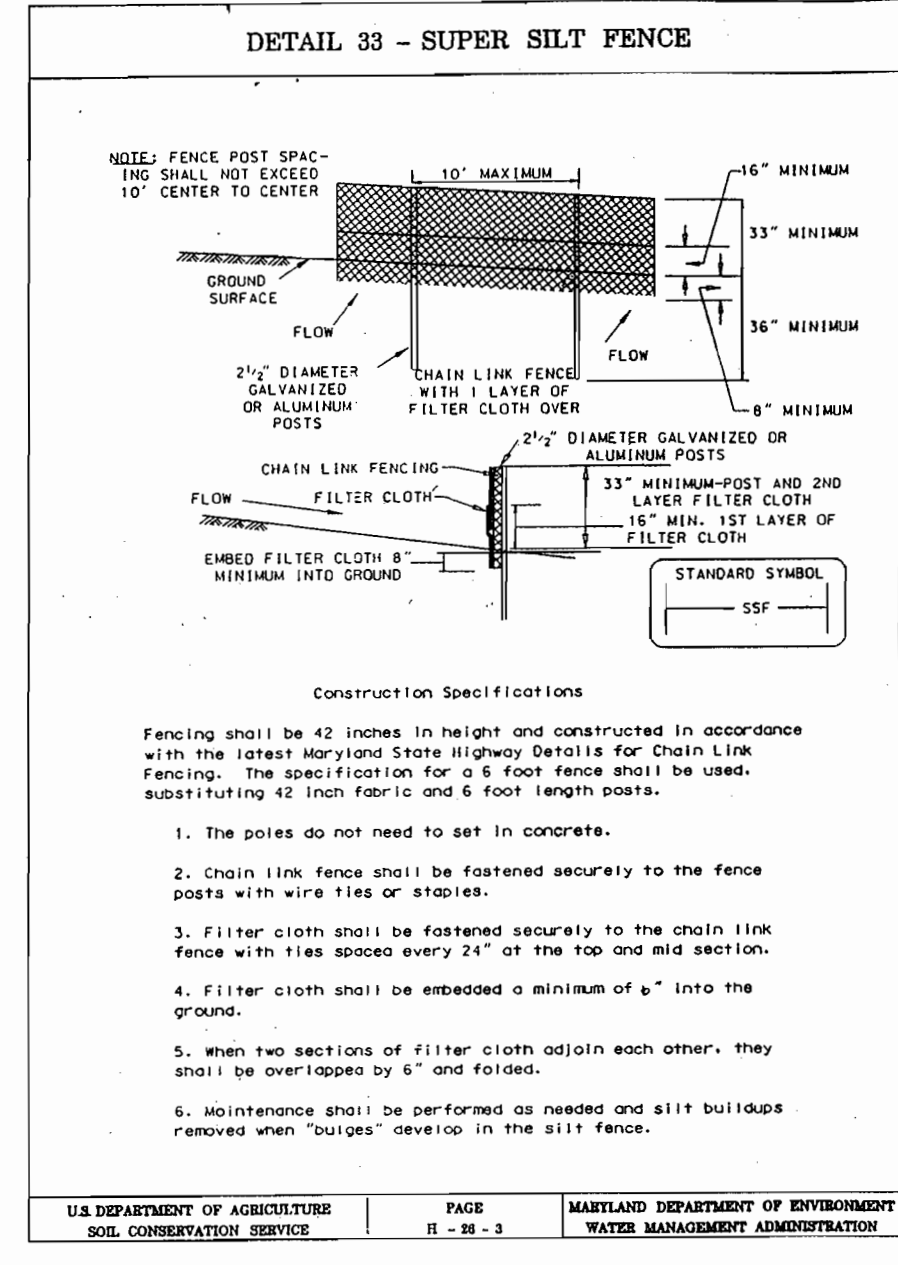 DETAIL 33 - SUPER SILT FENCE
NOTE: FENCE POST SPAC-
ING SHALL NOT EXCEED
10' CENTER TO CENTER
10' MAXIMUM
16" MINIMUM
33" MINIMUM
GROUND
SURFACE
FLOW
FLOW
36" MINIMUM
2 1/2" DIAMETER
GALVANIZED
OR ALUMINUM
POSTS
CHAIN LINK FENCE
WITH 1 LAYER OF
FILTER CLOTH OVER
8" MINIMUM
2 1/2" DIAMETER GALVANIZED OR
ALUMINUM POSTS
CHAIN LINK FENCING
FLOW
FILTER CLOTH
33" MINIMUM-POST AND 2ND
LAYER FILTER CLOTH
16" MIN. 1ST LAYER OF
FILTER CLOTH
EMBED FILTER CLOTH 8"
MINIMUM INTO GROUND
STANDARD SYMBOL
SSF
Construction Specifications
Fencing shall be 42 inches in height and constructed in accordance
with the latest Maryland State Highway Details for Chain Link
Fencing. The specification for a 6 foot fence shall be used,
substituting 42 inch fabric and 6 foot length posts.
1. The poles do not need to set in concrete.
2. Chain link fence shall be fastened securely to the fence
posts with wire ties or staples.
3. Filter cloth shall be fastened securely to the chain link
fence with ties spaced every 24" at the top and mid section.
4. Filter cloth shall be embedded a minimum of into the
ground.
5. When two sections of filter cloth adjoin each other, they
shall be overlapped by 6" and folded.
6. Maintenance shall be performed as needed and silt buildups
removed when "bulges" develop in the silt fence.
U.S. DEPARTMENT OF AGRICULTURE
SOIL CONSERVATION SERVICE
PAGE
H - 26 - 3
MARYLAND DEPARTMENT OF ENVIRONMENT
WATER MANAGEMENT ADMINISTRATION